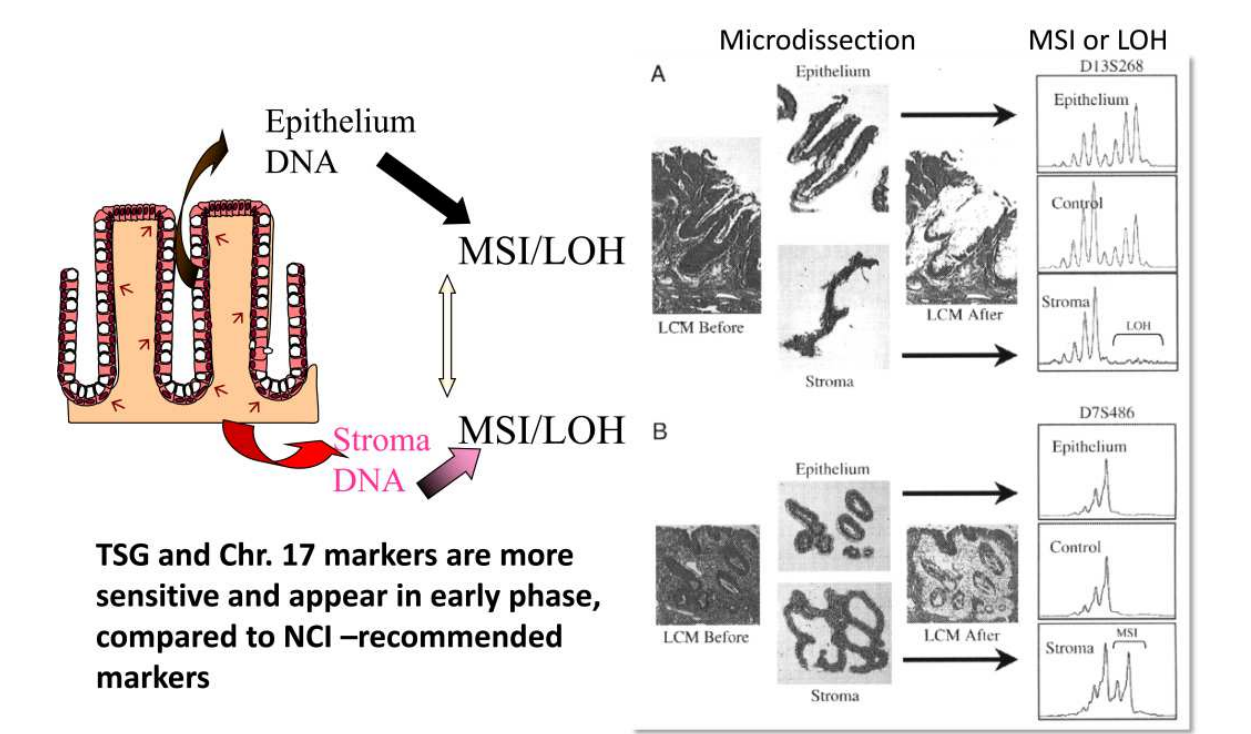 Epithelium
DNA
MSI/LOH
MSI/LOH
Stroma
DNA
TSG and Chr. 17 markers are more
sensitive and appear in early phase,
compared to NCI –recommended
markers
Microdissection
MSI or LOH
A
Epithelium
D13S268
Epithelium
Control
LCM Before
LCM After
Stroma
LOH
Stroma
B
D7S486
Epithelium
Epithelium
Control
LCM Before
LCM After
Stroma
MSI
Stroma